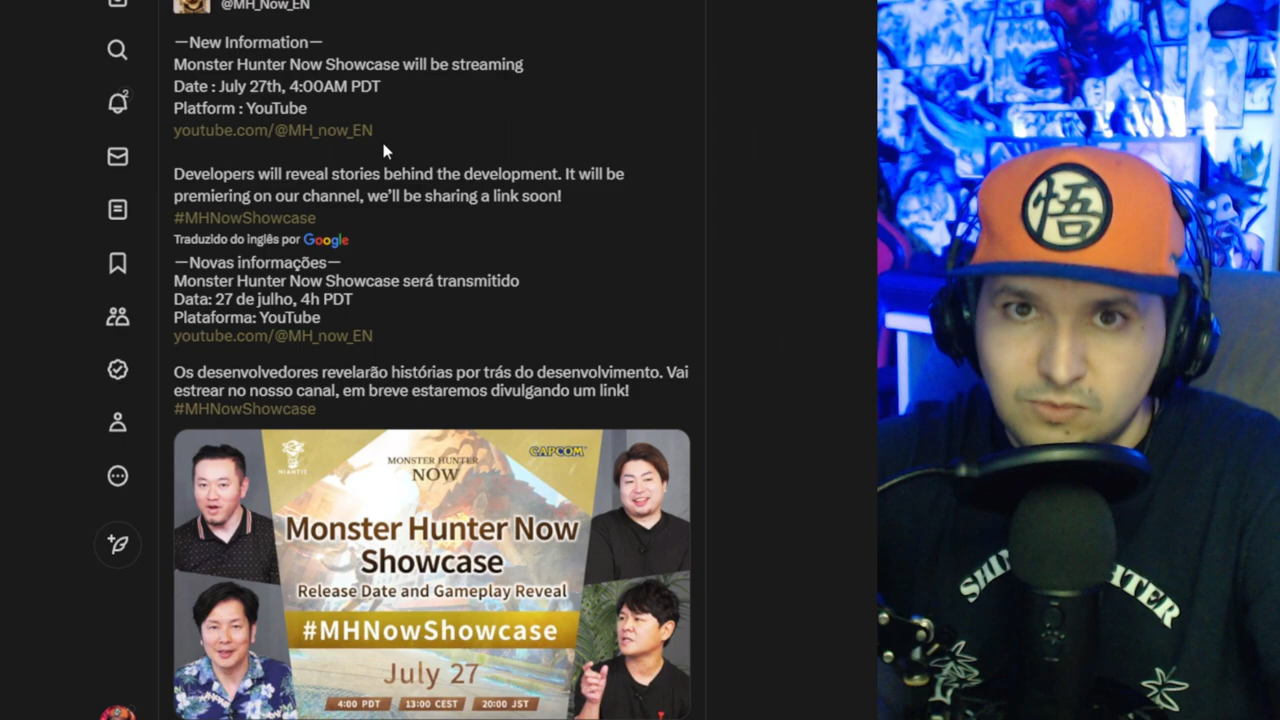 @MH_Now_EN
—New Information—
Monster Hunter Now Showcase will be streaming
Date : July 27th, 4:00AM PDT
Platform : YouTube
youtube.com/@MH_now_EN
Developers will reveal stories behind the development. It will be
premiering on our channel, we'll be sharing a link soon!
#MHNowShowcase
Traduzido do inglês por Google
—Novas informações—
Monster Hunter Now Showcase será transmitido
Data: 27 de julho, 4h PDT
Plataforma: YouTube
youtube.com/@MH_now_EN
Os desenvolvedores revelarão histórias por trás do desenvolvimento. Vai
estrear no nosso canal, em breve estaremos divulgando um link!
#MHNowShowcase
NIANTIC
MONSTER HUNTER
NOW
CAPCOM
Monster Hunter Now
Showcase
Release Date and Gameplay Reveal
#MHNowShowcase
July 27
4:00 PDT
13:00 CEST
20:00 JST
2
悟